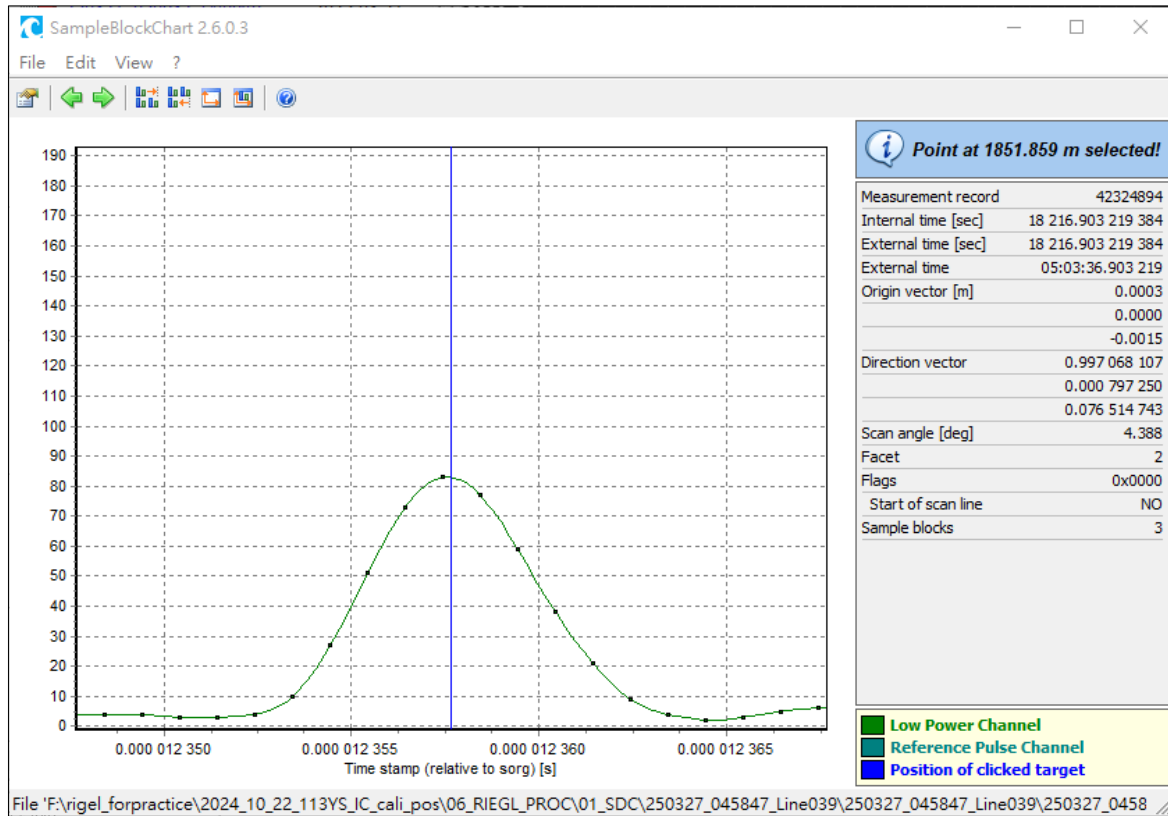 SampleBlockChart 2.6.0.3
File Edit View ?
Point at 1851.859 m selected!
190
180
170
160
150
140
130
120
110
100
90
80
70
60
50
40
30
20
10
0
0.000 012 350 0.000 012 355 0.000 012 360 0.000 012 365
Time stamp (relative to sorg) [s]
Measurement record 42324894
Internal time [sec] 18 216.903 219 384
External time [sec] 18 216.903 219 384
External time 05:03:36.903 219
Origin vector [m] 0.0003
0.0000
-0.0015
Direction vector 0.997 068 107
0.000 797 250
0.076 514 743
Scan angle [deg] 4.388
Facet 2
Flags 0x0000
Start of scan line NO
Sample blocks 3
Low Power Channel
Reference Pulse Channel
Position of clicked target
File 'F:\rigel_forpractice\2024_10_22_113YS_IC_cali_pos\06_RIEGL_PROC\01_SDC\250327_045847_Line039\250327_045847_Line039\250327_0458